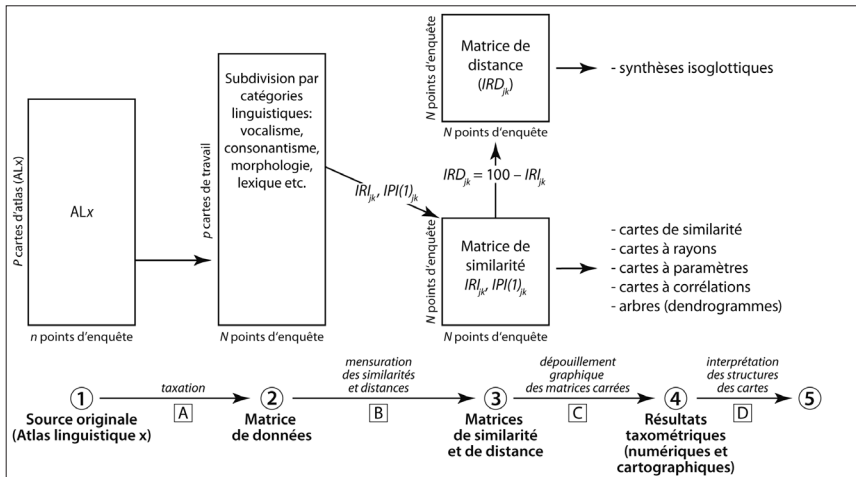 P cartes d'atlas (ALx)
ALx
n points d'enquête
p cartes de travail
Subdivision par
catégories
linguistiques:
vocalisme,
consonantisme,
morphologie,
lexique etc.
N points d'enquête
IRIjk, IPI(1)jk
N points d'enquête
Matrice de
distance
(IRDjk)
N points d'enquête
- synthèses isoglottiques
IRDjk = 100 – IRIjk
N points d'enquête
Matrice de
similarité
IRIjk, IPI(1)jk
N points d'enquête
- cartes de similarité
- cartes à rayons
- cartes à paramètres
- cartes à corrélations
- arbres (dendrogrammes)
1
Source originale
(Atlas linguistique x)
taxation
A
2
Matrice
de données
mensuration
des similarités
et distances
B
3
Matrices
de similarité
et de distance
dépouillement
graphique
des matrices carrées
C
4
Résultats
taxométriques
(numériques et
cartographiques)
interprétation
des structures
des cartes
D
5